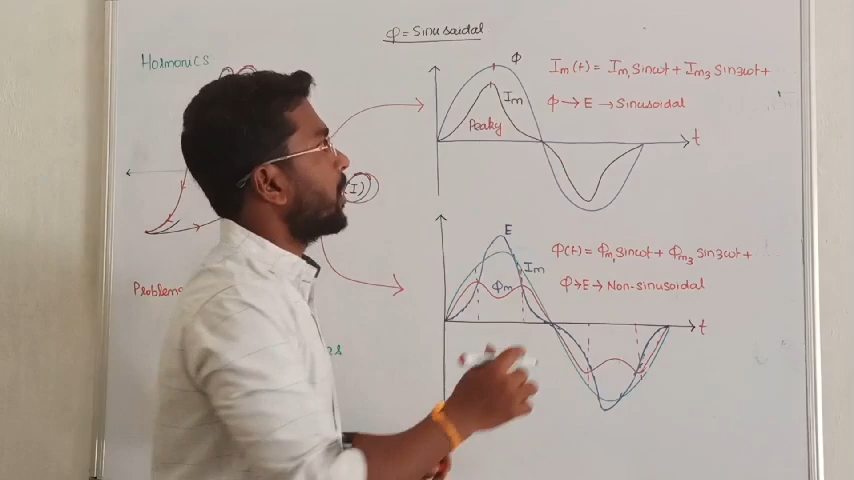 φ = Sinusoidal
Harmonics
φ
Im(t) = Im₁ Sinωt + Im₃ Sin3ωt +
Im
φ → E → Sinusoidal
Peaky
t
(I)
E
φ(t) = φm₁ Sinωt + φm₃ Sin3ωt +
Im
φm
φ → E → Non-sinusoidal
Problems
t